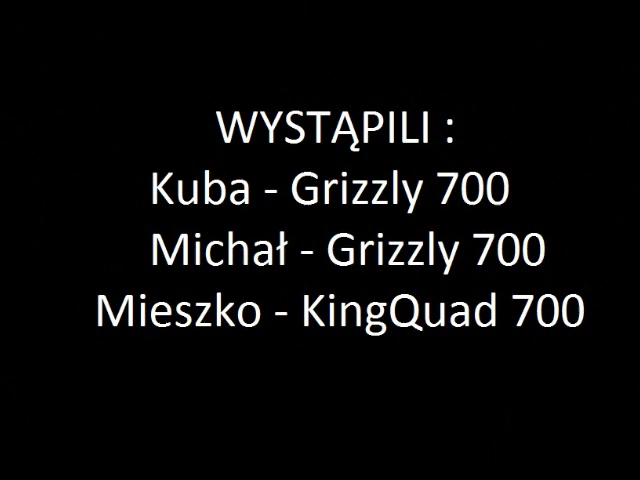 WYSTĄPILI :
Kuba - Grizzly 700
Michał - Grizzly 700
Mieszko - KingQuad 700